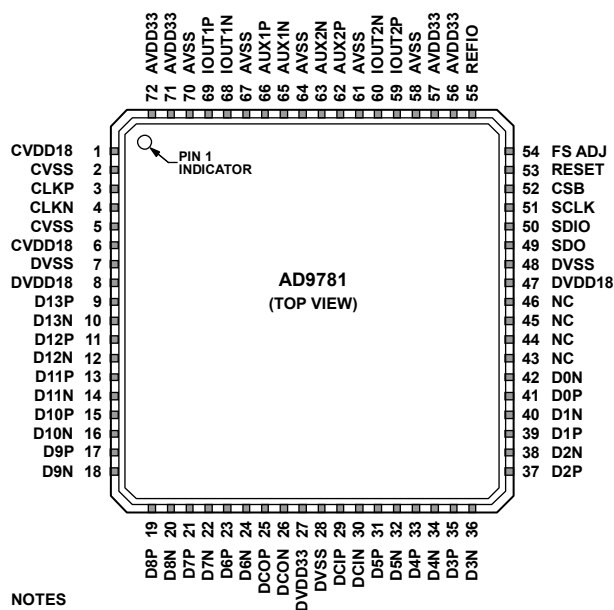 72 AVDD33
71 AVDD33
70 AVSS
69 IOUT1P
68 IOUT1N
67 AVSS
66 AUX1P
65 AUX1N
64 AVSS
63 AUX2N
62 AUX2P
61 AVSS
60 IOUT2N
59 IOUT2P
58 AVSS
57 AVDD33
56 AVDD33
55 REFIO
CVDD18 1
CVSS 2
CLKP 3
CLKN 4
CVSS 5
CVDD18 6
DVSS 7
DVDD18 8
D13P 9
D13N 10
D12P 11
D12N 12
D11P 13
D11N 14
D10P 15
D10N 16
D9P 17
D9N 18
PIN 1
INDICATOR
AD9781
(TOP VIEW)
54 FS ADJ
53 RESET
52 CSB
51 SCLK
50 SDIO
49 SDO
48 DVSS
47 DVDD18
46 NC
45 NC
44 NC
43 NC
42 D0N
41 D0P
40 D1N
39 D1P
38 D2N
37 D2P
D8P 19
D8N 20
D7P 21
D7N 22
D6P 23
D6N 24
DCOP 25
DCON 26
DVDD33 27
DVSS 28
DCIP 29
DCIN 30
D5P 31
D5N 32
D4P 33
D4N 34
D3P 35
D3N 36
NOTES